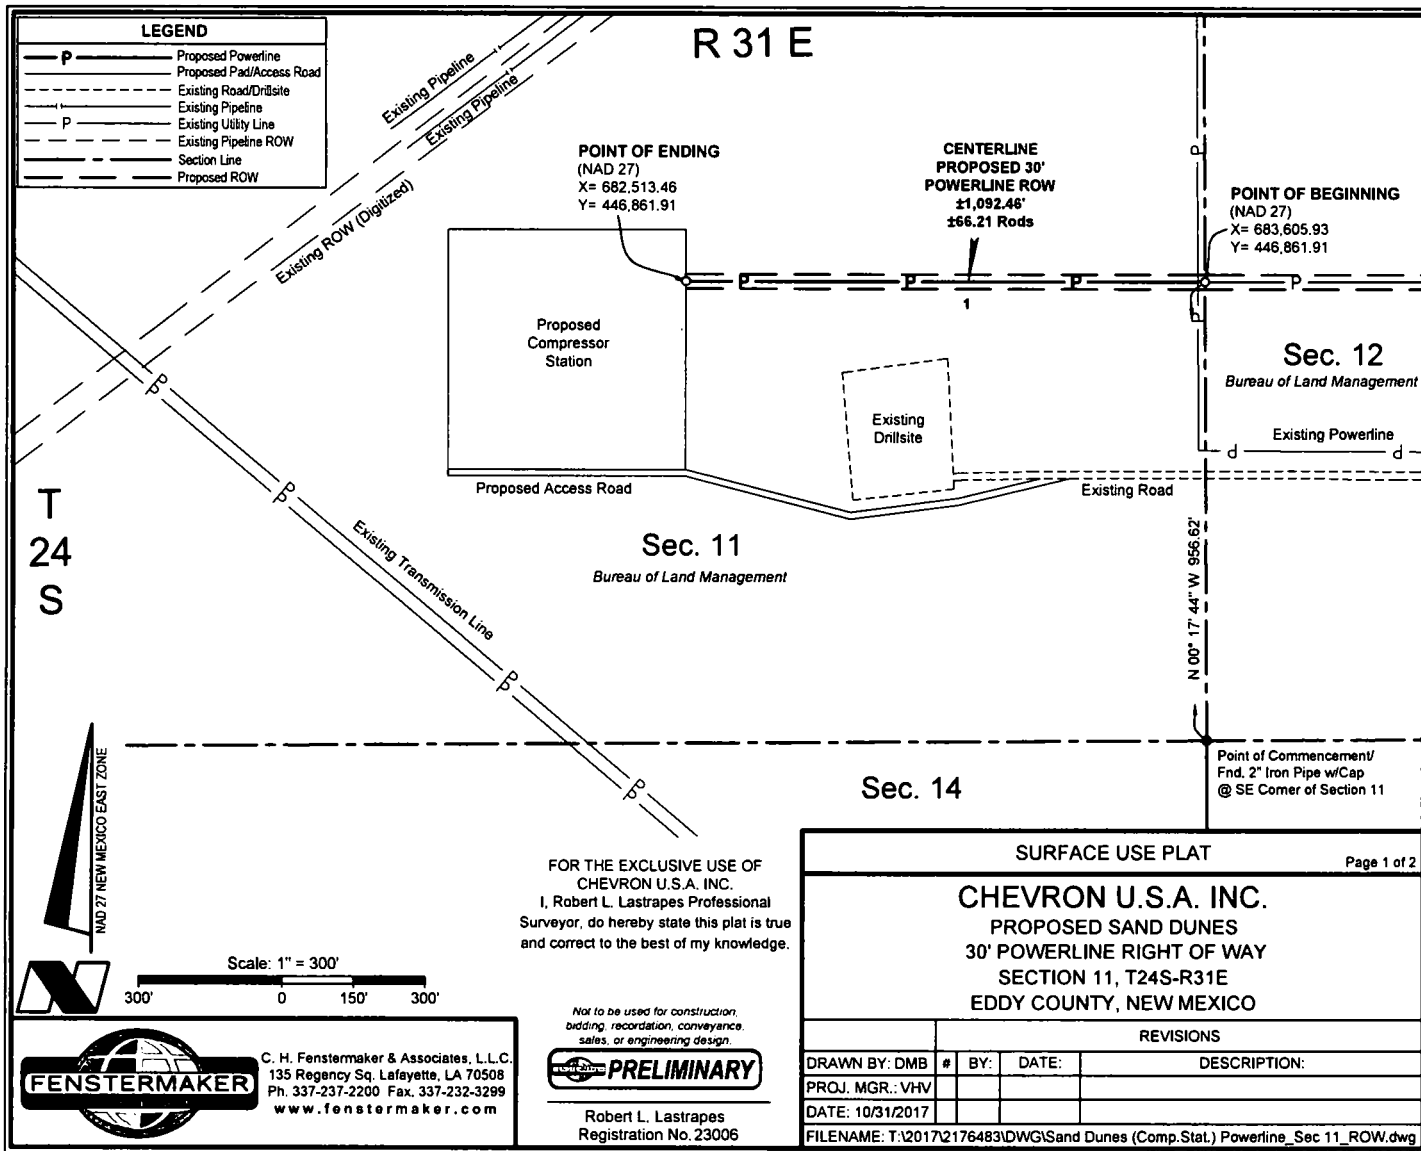 LEGEND
P Proposed Powerline
Proposed Pad/Access Road
Existing Road/Drillsite
Existing Pipeline
P Existing Utility Line
Existing Pipeline ROW
Section Line
Proposed ROW
R 31 E
Existing Pipeline
Existing Pipeline
Existing ROW (Digitized)
POINT OF ENDING
(NAD 27)
X= 682,513.46
Y= 446,861.91
CENTERLINE
PROPOSED 30'
POWERLINE ROW
±1,092.46'
±66.21 Rods
POINT OF BEGINNING
(NAD 27)
X= 683,605.93
Y= 446,861.91
P
P P P P
1
P
Proposed
Compressor
Station
Existing
Drillsite
Sec. 12
Bureau of Land Management
Existing Powerline
P P
Existing Road
Proposed Access Road
P
P
P
P
T
24
S
Existing Transmission Line
Sec. 11
Bureau of Land Management
N 00° 17' 44" W 956.62'
P
P
P
P
Sec. 14
Point of Commencement/
Fnd. 2" Iron Pipe w/Cap
@ SE Corner of Section 11
NAD 27 NEW MEXICO EAST ZONE
Scale: 1" = 300'
300' 0 150' 300'
FOR THE EXCLUSIVE USE OF
CHEVRON U.S.A. INC.
I, Robert L. Lastrapes Professional
Surveyor, do hereby state this plat is true
and correct to the best of my knowledge.
Not to be used for construction,
bidding, recordation, conveyance,
sales, or engineering design.
PRELIMINARY
Robert L. Lastrapes
Registration No. 23006
FENSTERMAKER
C. H. Fenstermaker & Associates, L.L.C.
135 Regency Sq. Lafayette, LA 70508
Ph. 337-237-2200 Fax. 337-232-3299
www.fenstermaker.com
SURFACE USE PLAT
Page 1 of 2
CHEVRON U.S.A. INC.
PROPOSED SAND DUNES
30' POWERLINE RIGHT OF WAY
SECTION 11, T24S-R31E
EDDY COUNTY, NEW MEXICO
REVISIONS
DRAWN BY: DMB # BY: DATE: DESCRIPTION:
PROJ. MGR.: VHV
DATE: 10/31/2017
FILENAME: T:\2017\2176483\DWG\Sand Dunes (Comp.Stat.) Powerline_Sec 11_ROW.dwg